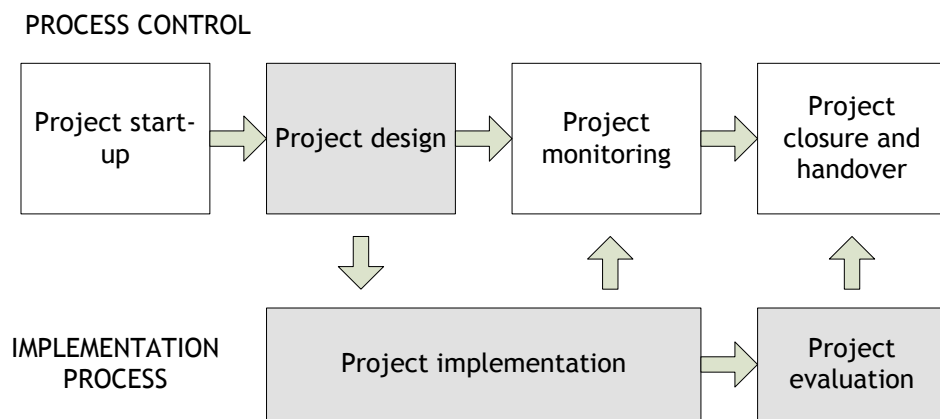 PROCESS CONTROL
Project start-
up
Project design
Project
monitoring
Project
closure and
handover
IMPLEMENTATION
PROCESS
Project implementation
Project
evaluation